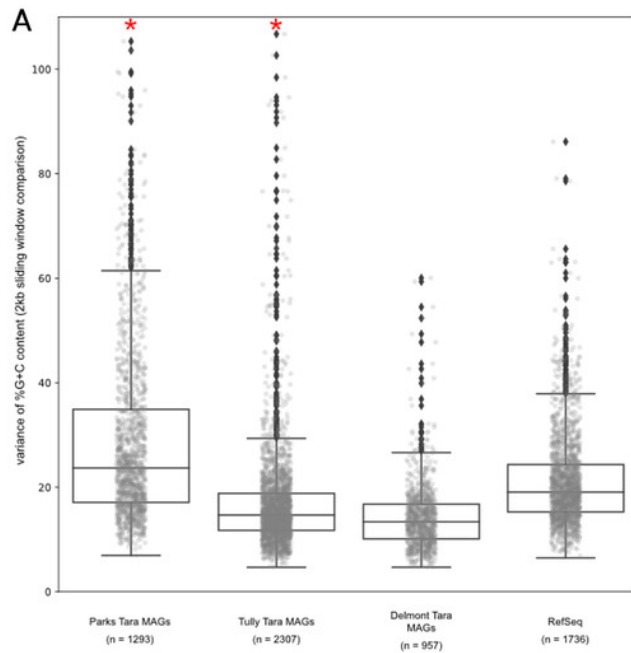 A
* *
variance of %G+C content (2kb sliding window comparison)
100
80
60
40
20
0
Parks Tara MAGs
(n = 1293)
Tully Tara MAGs
(n = 2307)
Delmont Tara
MAGs
(n = 957)
RefSeq
(n = 1736)